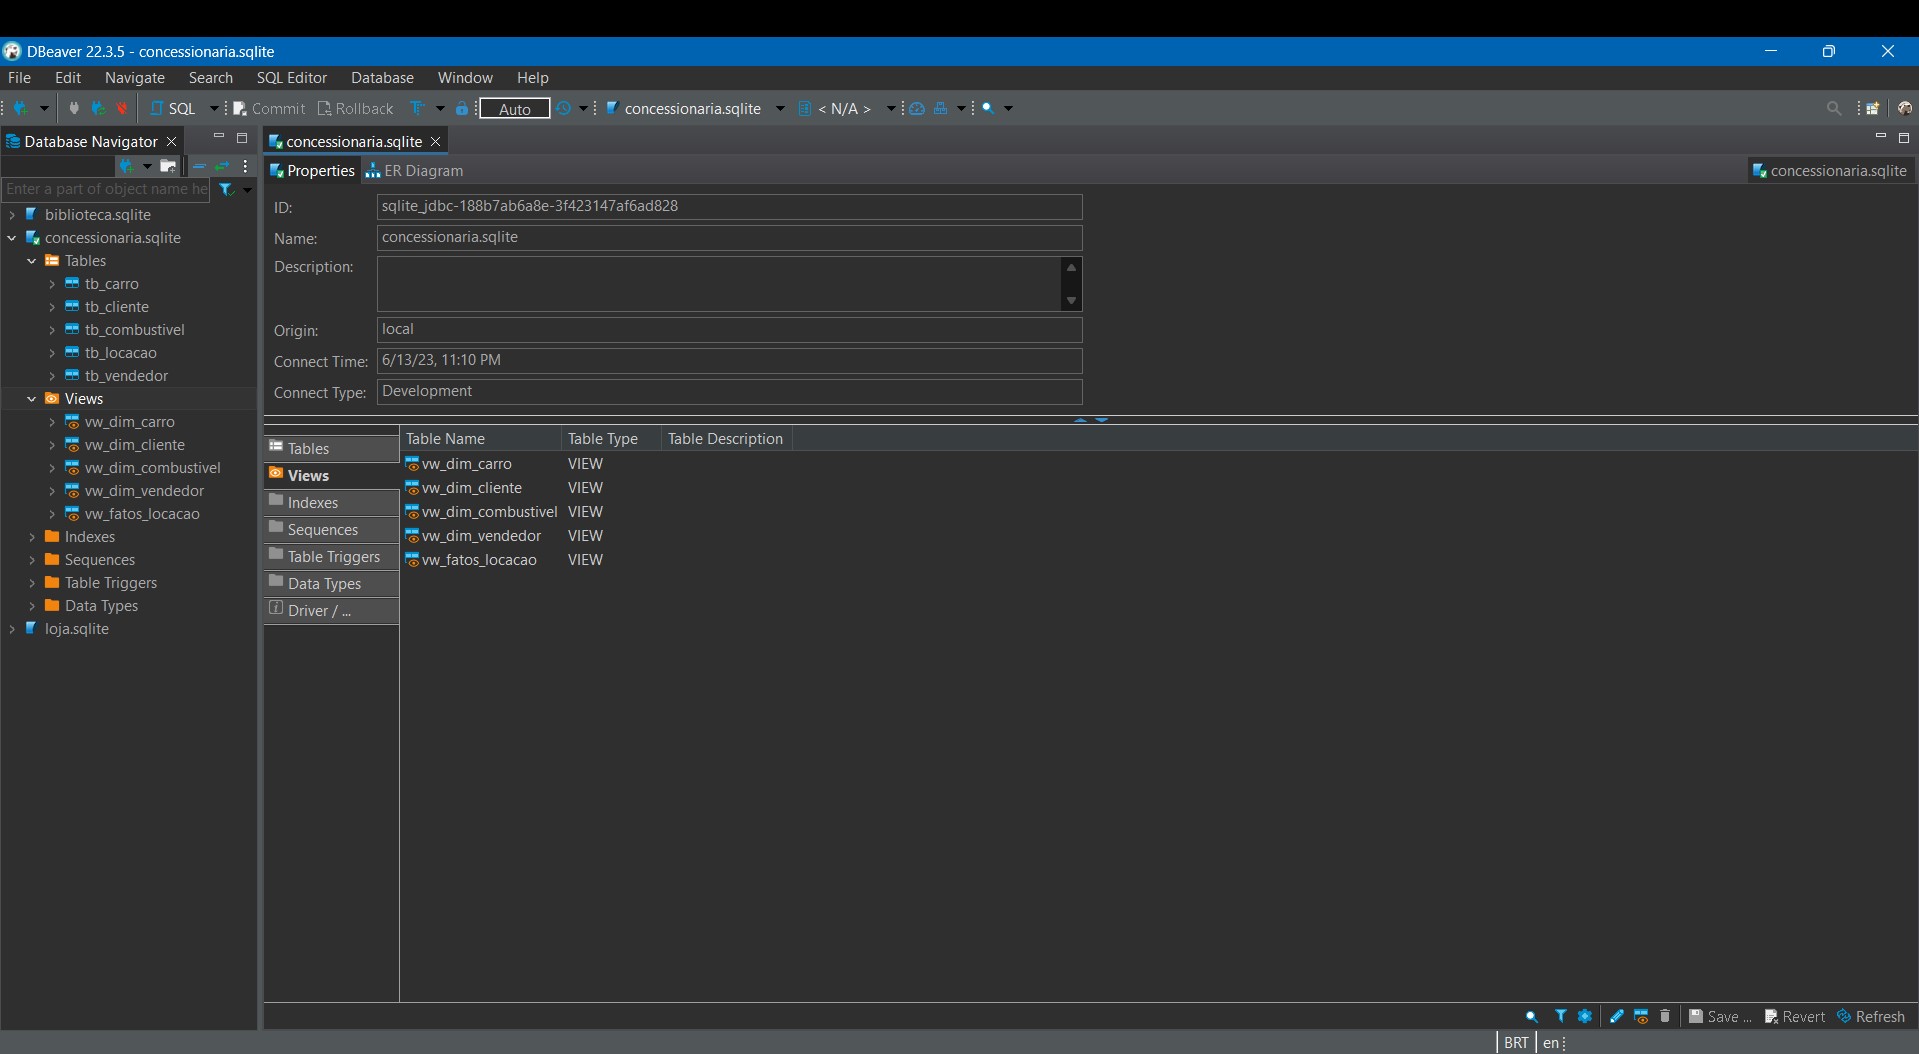 DBeaver 22.3.5 - concessionaria.sqlite
File Edit Navigate Search SQL Editor Database Window Help
SQL Commit Rollback Auto concessionaria.sqlite < N/A >
Database Navigator
Enter a part of object name he
biblioteca.sqlite
concessionaria.sqlite
Tables
tb_carro
tb_cliente
tb_combustivel
tb_locacao
tb_vendedor
Views
vw_dim_carro
vw_dim_cliente
vw_dim_combustivel
vw_dim_vendedor
vw_fatos_locacao
Indexes
Sequences
Table Triggers
Data Types
loja.sqlite
concessionaria.sqlite
Properties ER Diagram concessionaria.sqlite
ID: sqlite_jdbc-188b7ab6a8e-3f423147af6ad828
Name: concessionaria.sqlite
Description:
Origin: local
Connect Time: 6/13/23, 11:10 PM
Connect Type: Development
Tables
Views
Indexes
Sequences
Table Triggers
Data Types
Driver / ...
Table Name Table Type Table Description
vw_dim_carro VIEW
vw_dim_cliente VIEW
vw_dim_combustivel VIEW
vw_dim_vendedor VIEW
vw_fatos_locacao VIEW
Save ... Revert Refresh
BRT en